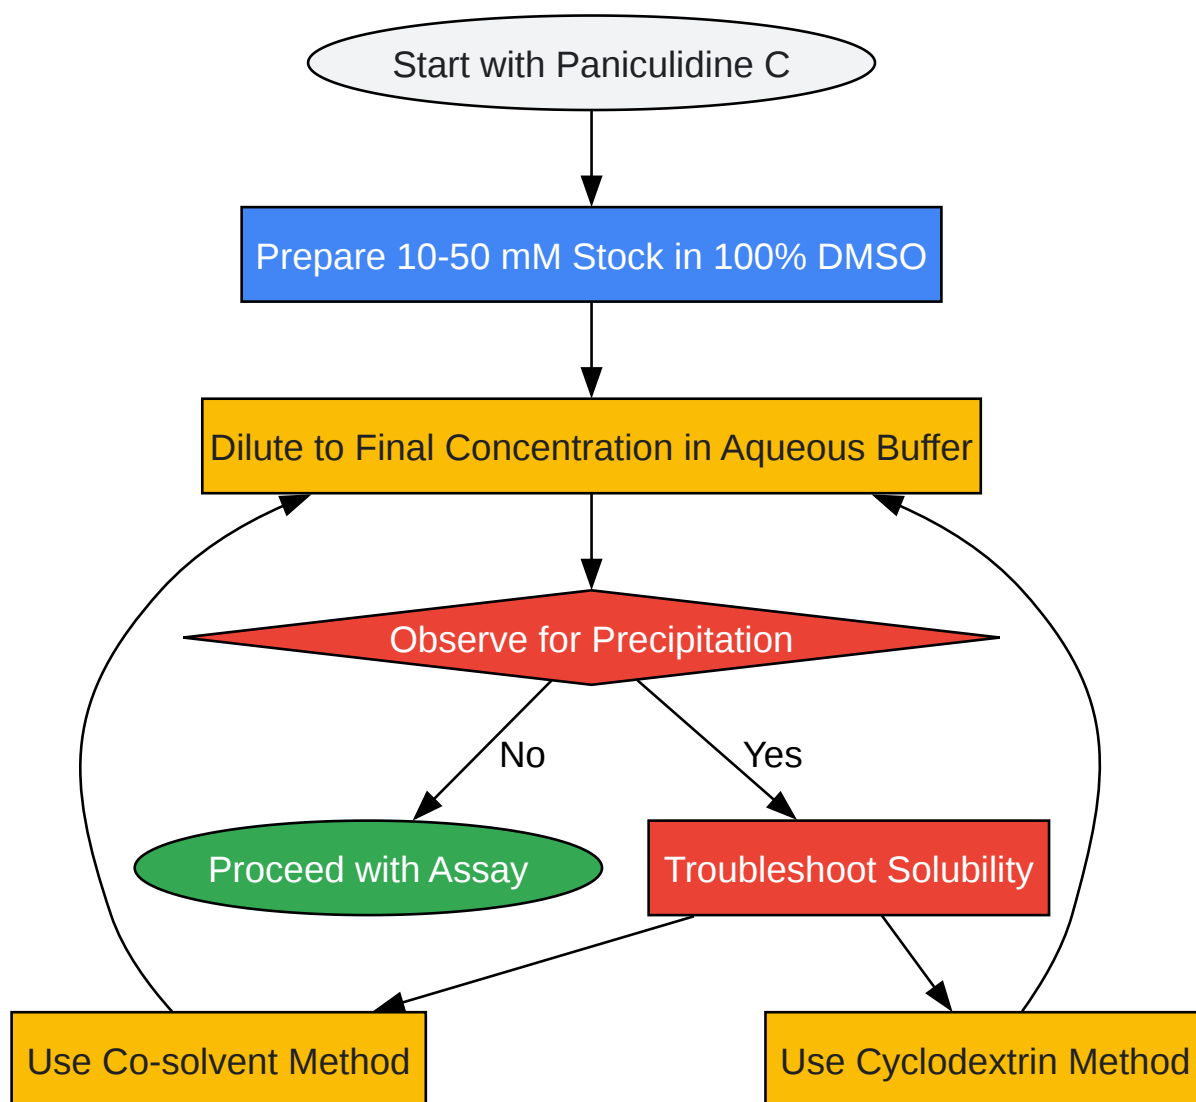 Start with Paniculidine C
Prepare 10-50 mM Stock in 100% DMSO
Dilute to Final Concentration in Aqueous Buffer
Observe for Precipitation
No
Yes
Proceed with Assay
Troubleshoot Solubility
Use Co-solvent Method
Use Cyclodextrin Method